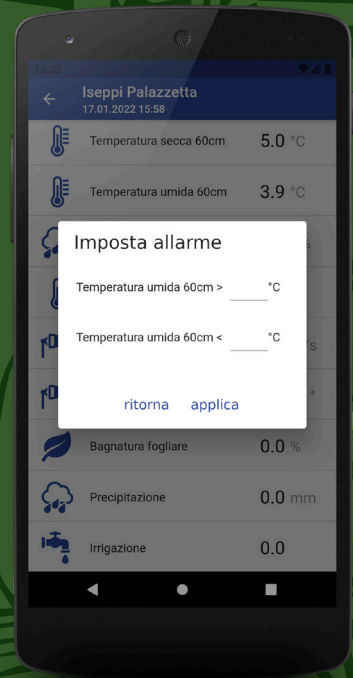 15:03
Iseppi Palazzetta
17.01.2022 15:58
Temperatura secca 60cm 5.0 °C
Temperatura umida 60cm 3.9 °C
Imposta allarme
Temperatura umida 60cm > °C
Temperatura umida 60cm < °C
ritorna applica
Bagnatura fogliare 0.0 %
Precipitazione 0.0 mm
Irrigazione 0.0